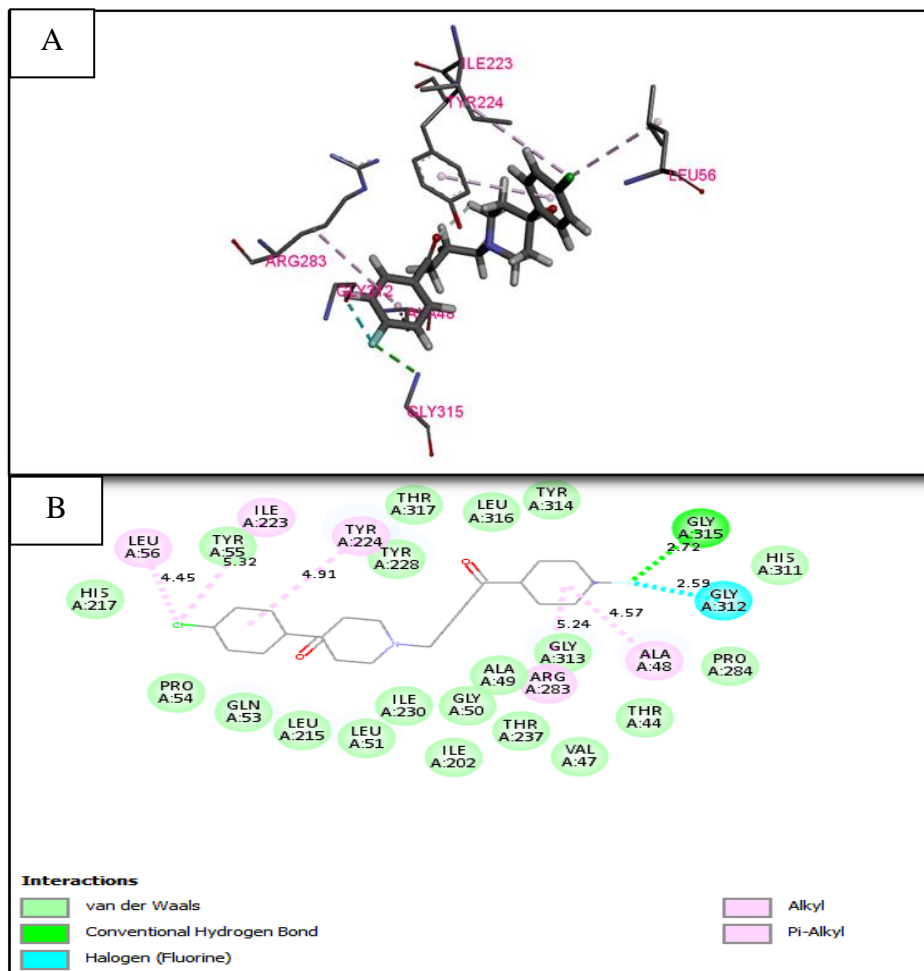 A
ILE223
TYR224
LEU56
ARG283
GLY312
ALA48
GLY315
B
THR
A:317
LEU
A:316
TYR
A:314
ILE
A:223
LEU
A:56
TYR
A:55
TYR
A:224
TYR
A:228
GLY
A:315
HIS
A:311
GLY
A:312
HIS
A:217
4.45
5.32
4.91
2.72
2.59
Cl
O
N
O
N
5.24
4.57
GLY
A:313
ALA
A:49
ARG
A:283
ALA
A:48
PRO
A:284
PRO
A:54
GLN
A:53
LEU
A:215
LEU
A:51
ILE
A:230
GLY
A:50
ILE
A:202
THR
A:237
VAL
A:47
THR
A:44
Interactions
van der Waals
Conventional Hydrogen Bond
Halogen (Fluorine)
Alkyl
Pi-Alkyl